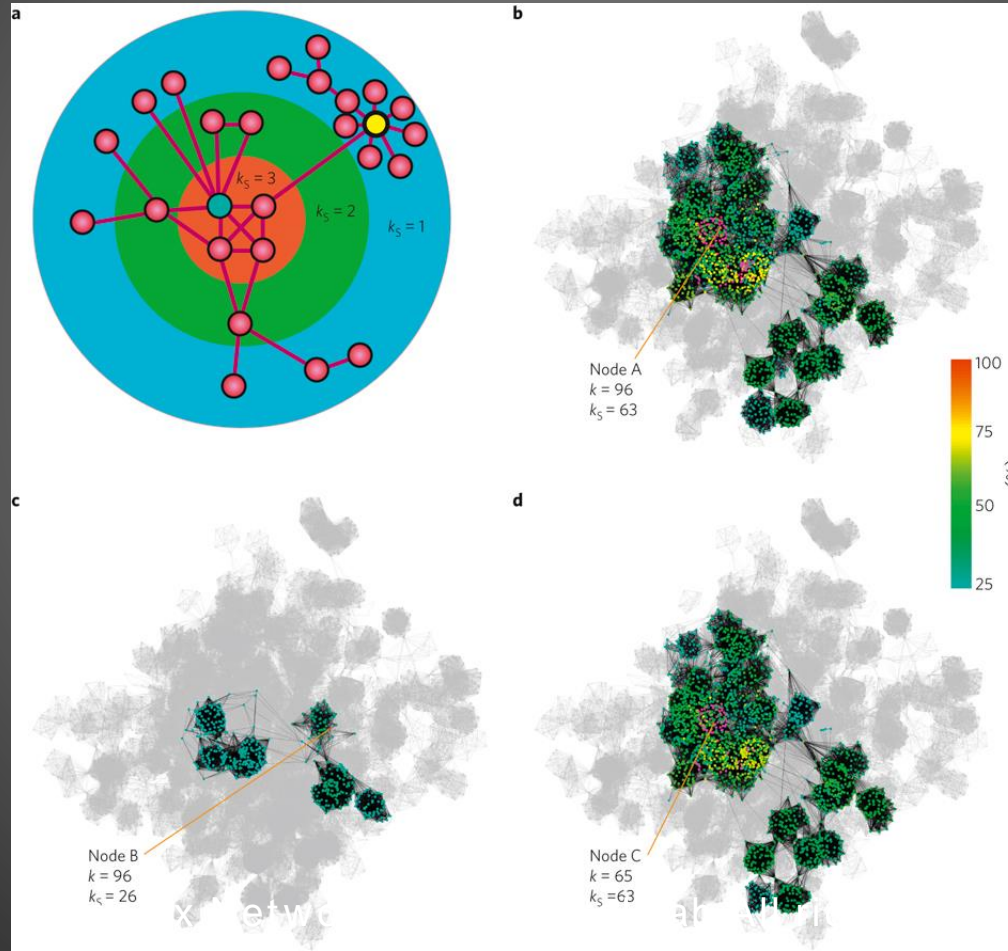 a
k_S = 3
k_S = 2
k_S = 1
b
Node A
k = 96
k_S = 63
100
75
50
25
c
Node B
k = 96
k_S = 26
d
Node C
k = 65
k_S = 63